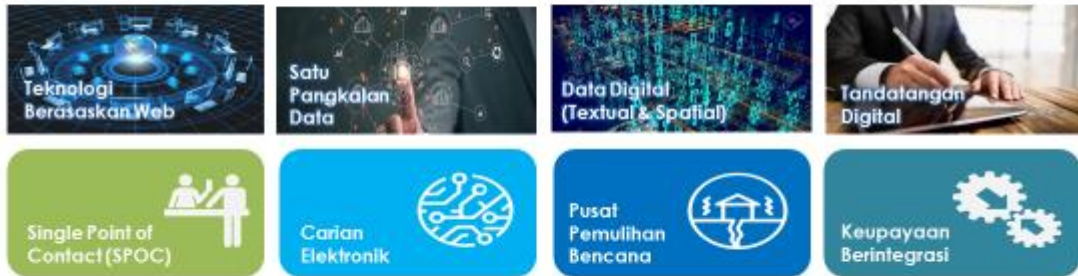 Teknologi
Berasaskan Web
Satu
Pangkalan
Data
Data Digital
(Textual & Spatial)
Tandatangan
Digital
Single Point of
Contact (SPOC)
Carian
Elektronik
Pusat
Pemulihan
Bencana
Keupayaan
Berintegrasi